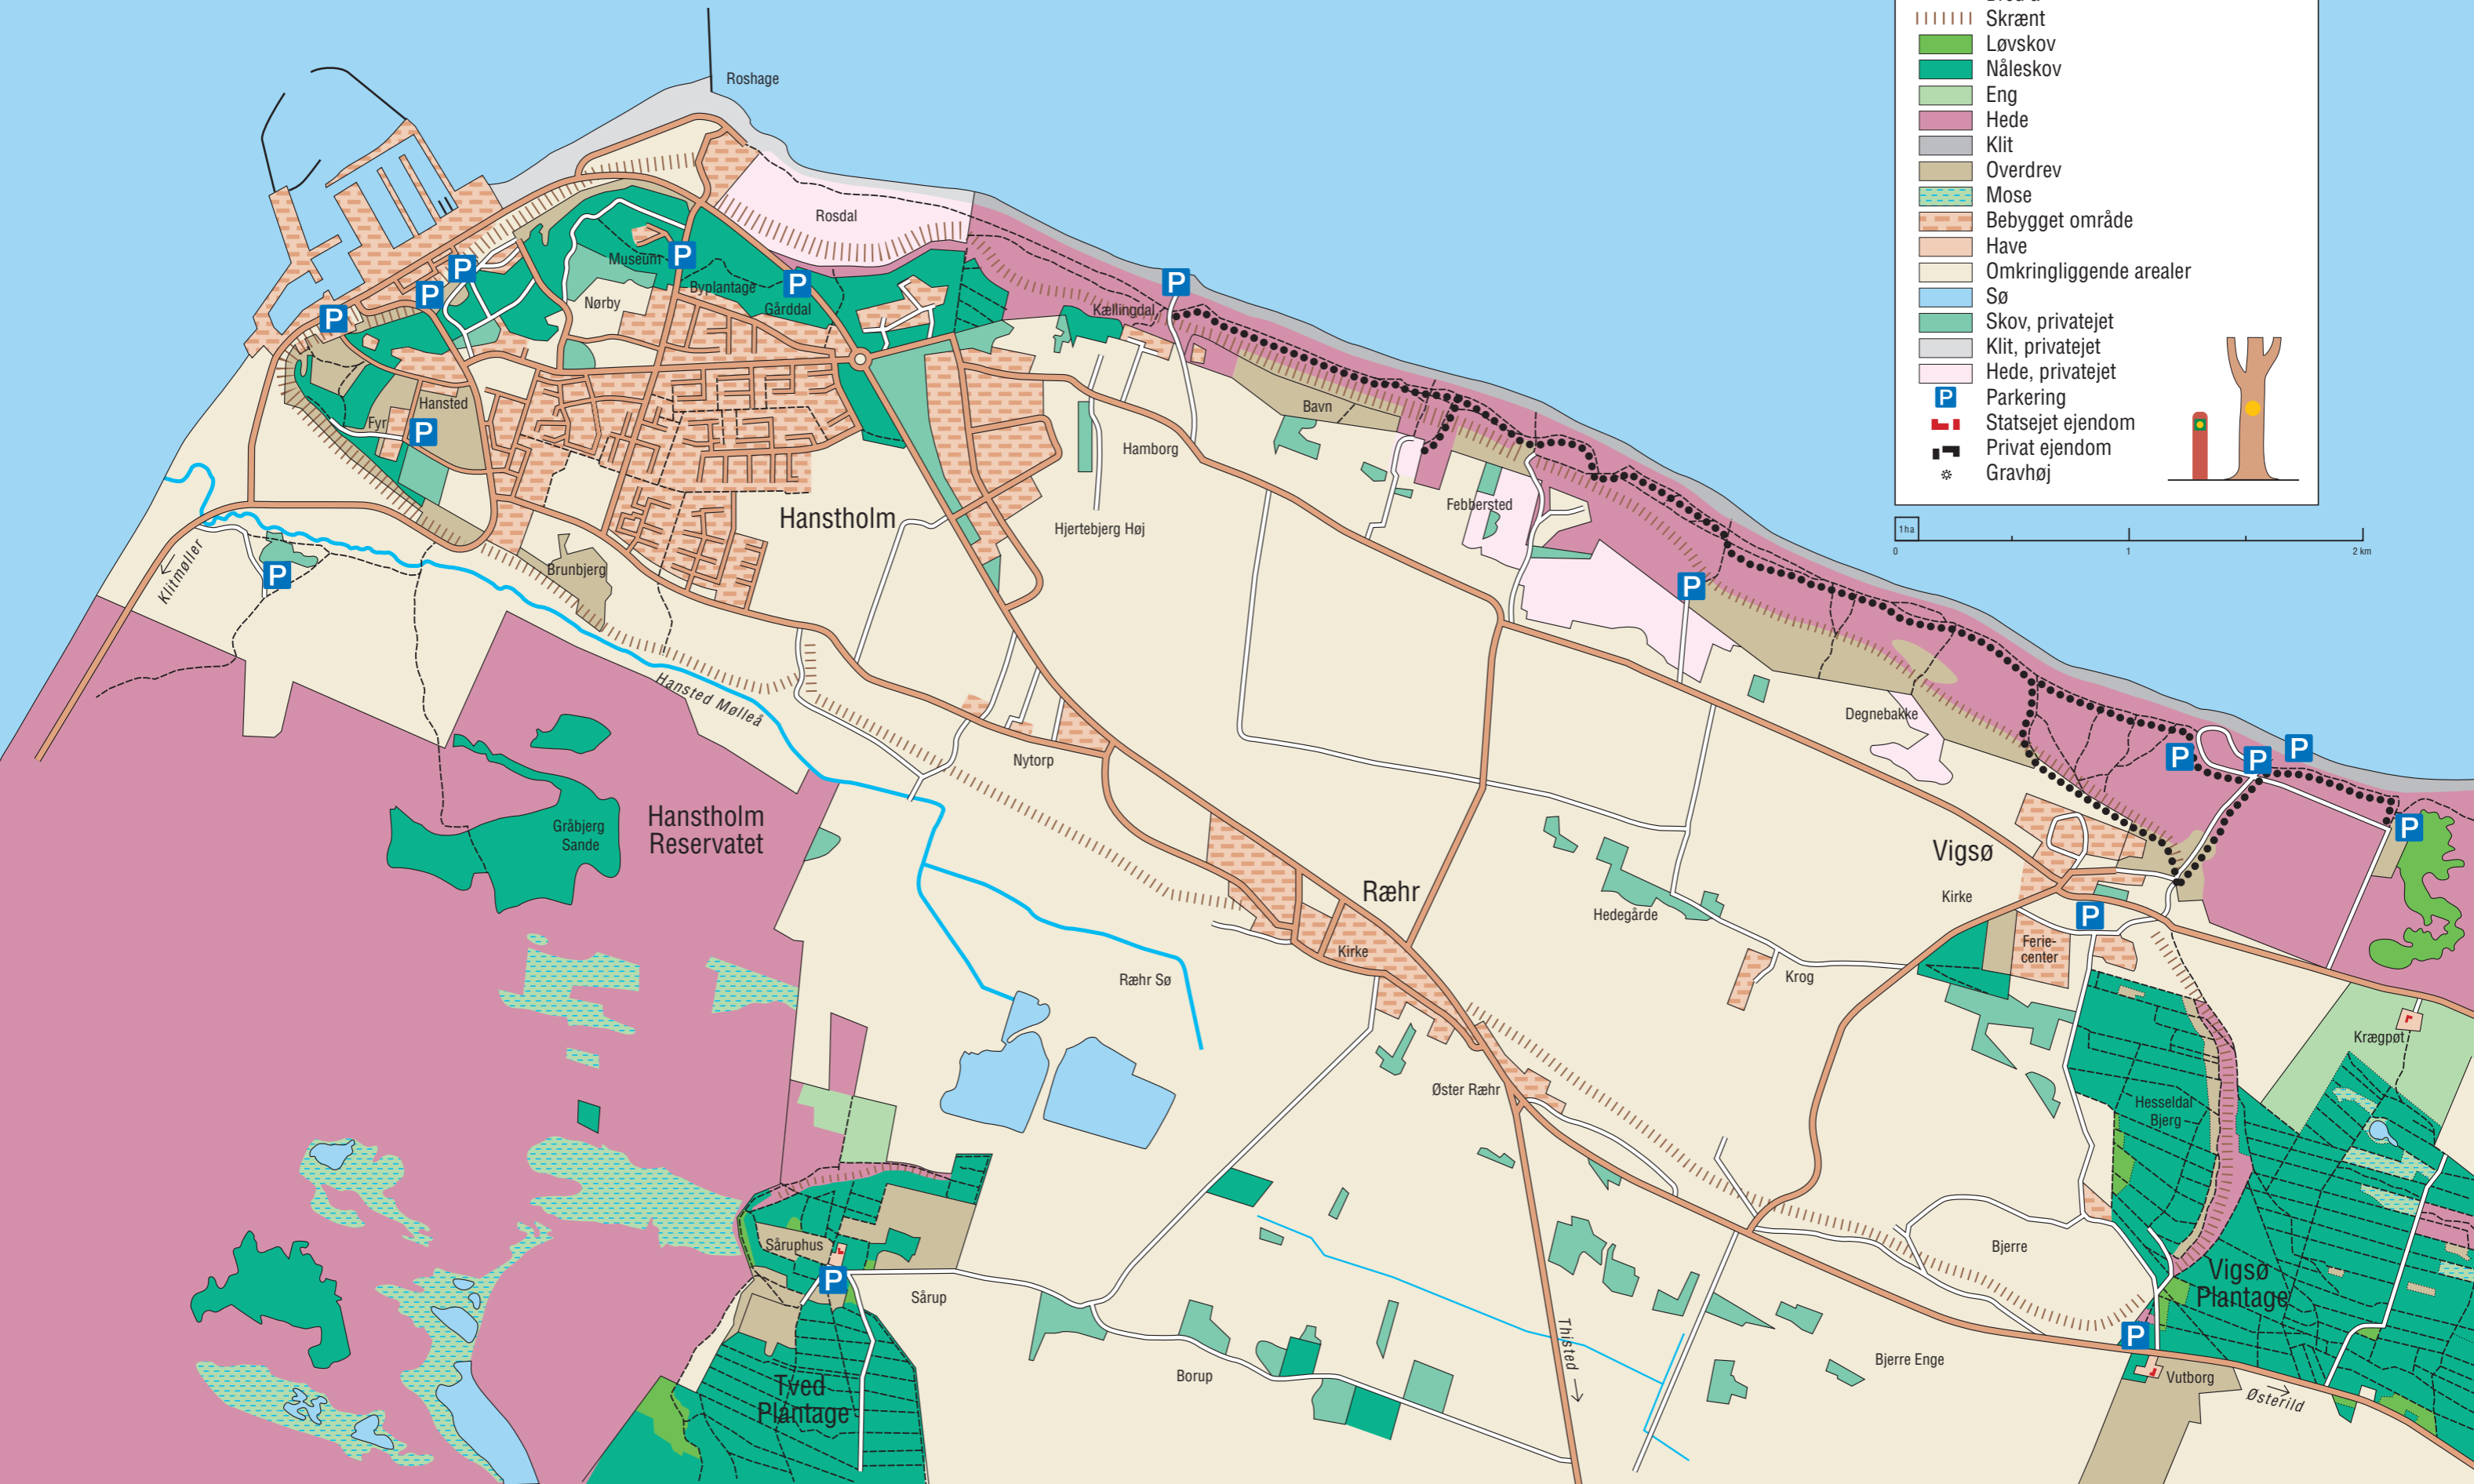 Skrænt
Løvskov
Nåleskov
Eng
Hede
Klit
Overdrev
Mose
Bebygget område
Have
Omkringliggende arealer
Sø
Skov, privatejet
Klit, privatejet
Hede, privatejet
P Parkering
Statsejet ejendom
Privat ejendom
Gravhøj
1 ha
0 1 2 km
Roshage
Rosdal
Museum
P
Byplantage
P
Gårddal
Nørby
P
P
P
Hansted
Fyr
P
P
Kællingdal
Bavn
Hamborg
Hjertebjerg Høj
Hanstholm
Febbersted
P
Klitmøller
P
Brunbjerg
Hansted Mølleå
Nytorp
Degnebakke
P
P
P
P
Gråbjerg
Sande
Hanstholm
Reservatet
Vigsø
Ræhr
Kirke
Hedegårde
P
Kirke
Ferie-
center
Ræhr Sø
Krog
Krægpøt
Øster Ræhr
Hesseldal
Bjerg
Såruphus
P
Sårup
Bjerre
Vigsø
Plantage
P
Thisted
Bjerre Enge
Borup
Vutborg
Østerild
Tved
Plantage